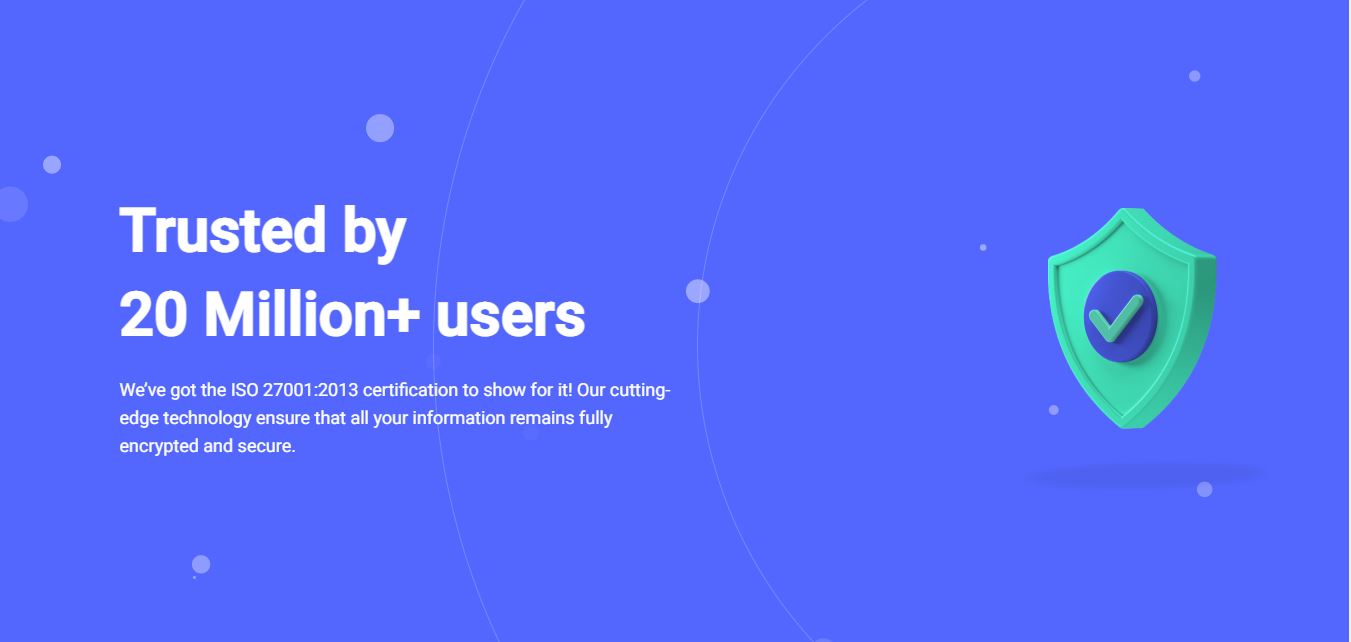 Trusted by
20 Million+ users
We’ve got the ISO 27001:2013 certification to show for it! Our cutting-
edge technology ensure that all your information remains fully
encrypted and secure.